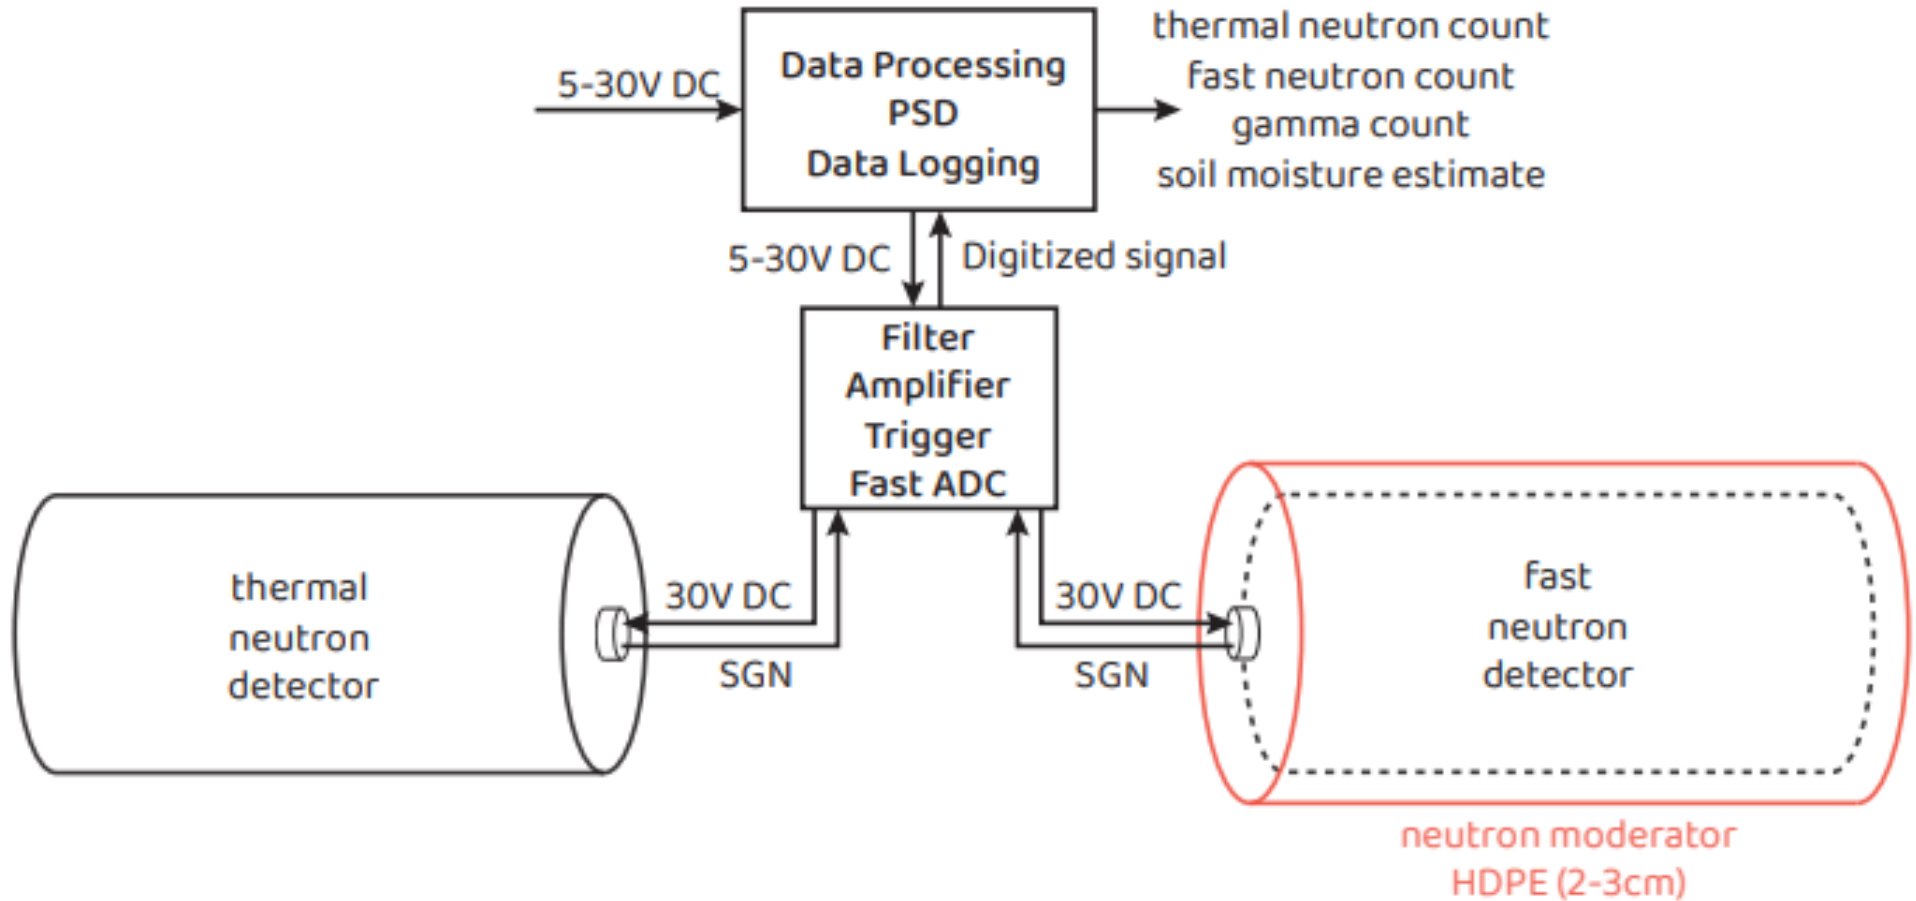 5-30V DC
Data Processing
PSD
Data Logging
thermal neutron count
fast neutron count
gamma count
soil moisture estimate
5-30V DC
Digitized signal
Filter
Amplifier
Trigger
Fast ADC
thermal
neutron
detector
30V DC
SGN
30V DC
SGN
fast
neutron
detector
neutron moderator
HDPE (2-3cm)